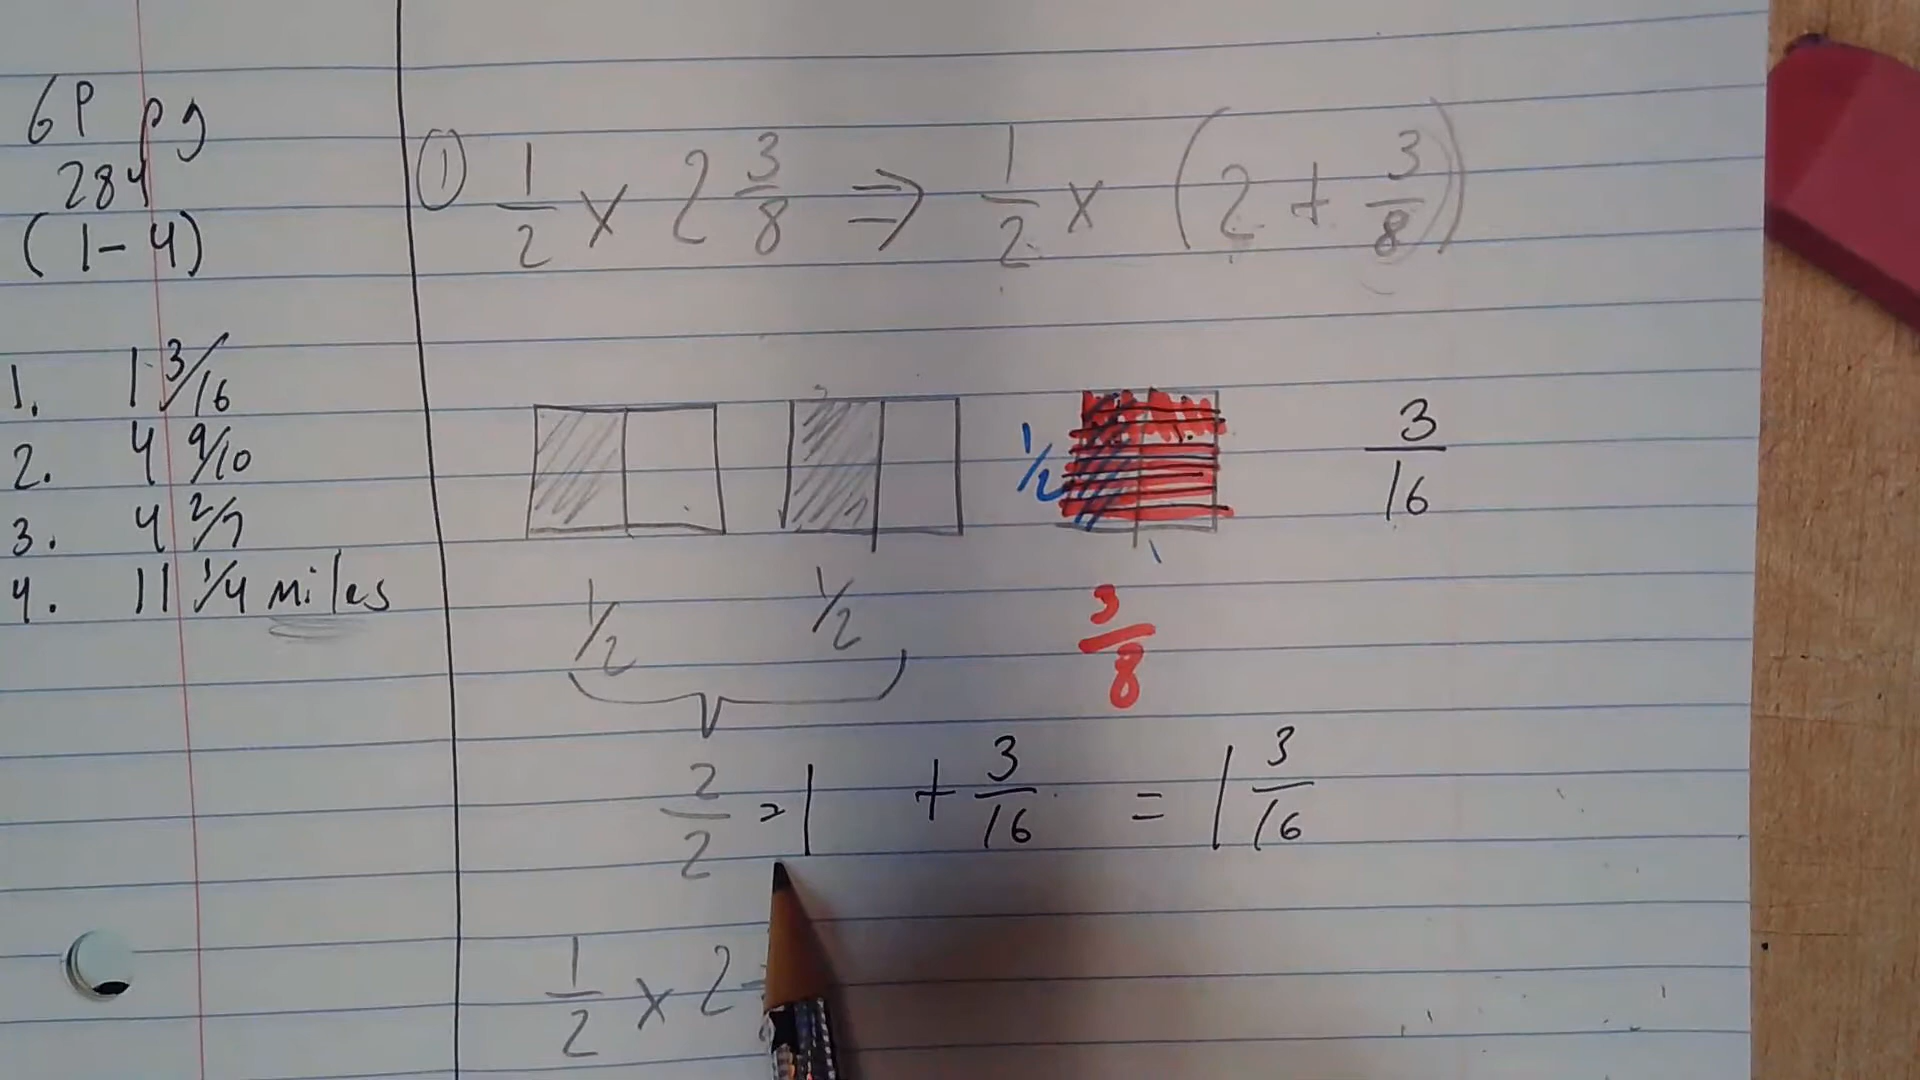 GP pg
284
(1-4)
1. 1 3/16
2. 4 9/10
3. 4 2/7
4. 11 1/4 miles
① 1/2 x 2 3/8 ⇒ 1/2 x (2 + 3/8)
1/2 3/16
1/2 1/2 3/8
2/2 = 1 + 3/16 = 1 3/16
1/2 x 2